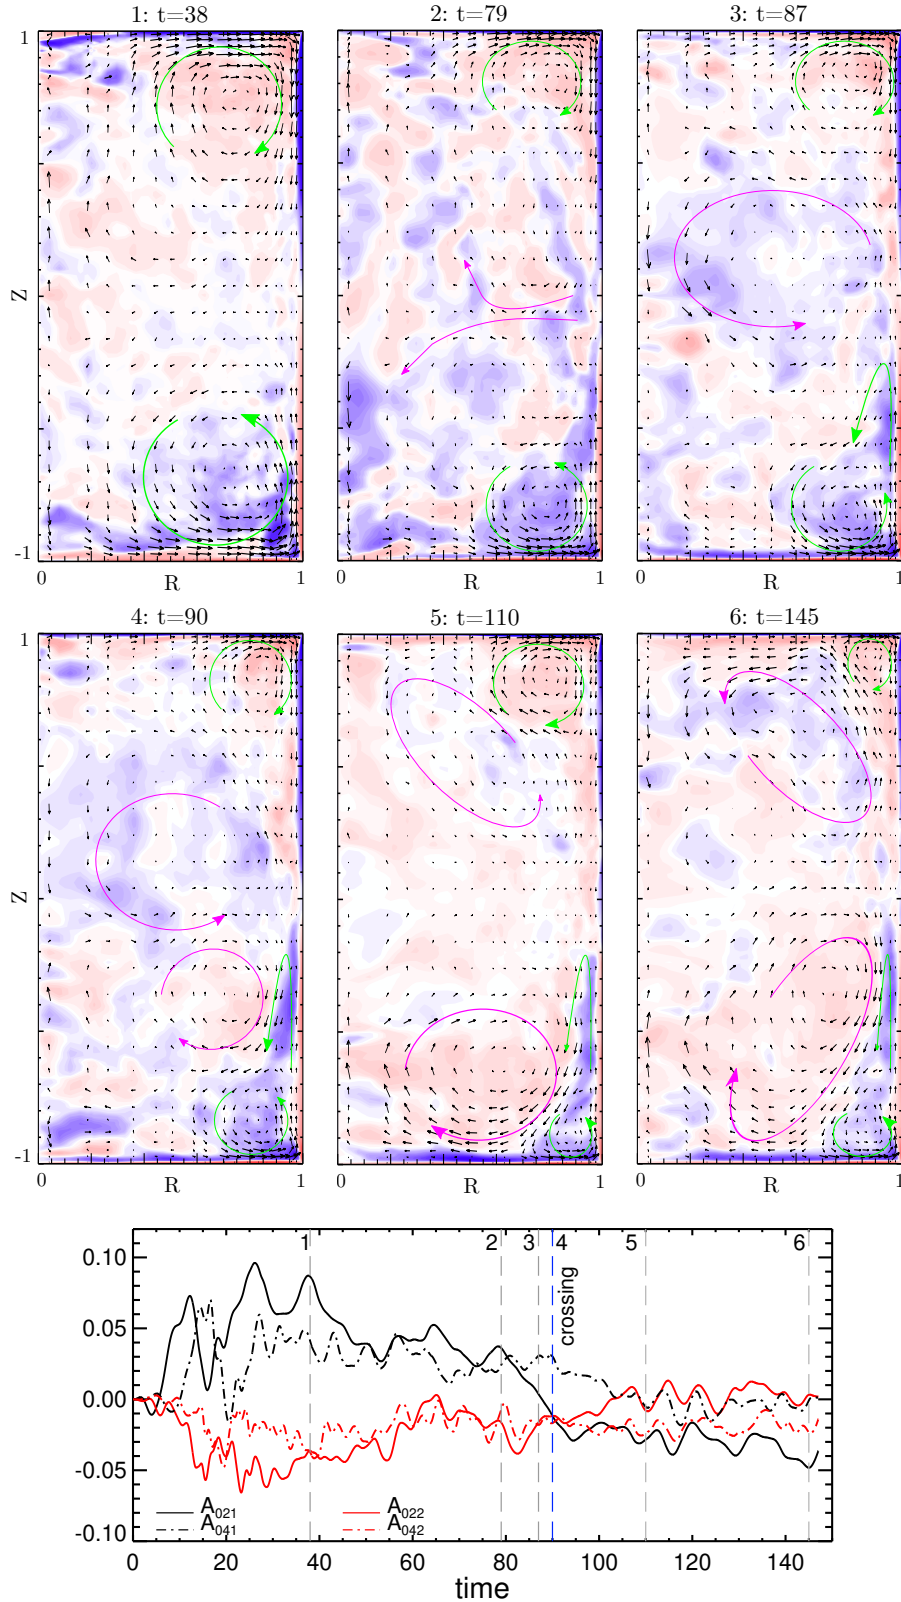 1: t=38 2: t=79 3: t=87
1
Z
-1
0 R 1 0 R 1 0 R 1
4: t=90 5: t=110 6: t=145
1
Z
-1
0 R 1 0 R 1 0 R 1
0.10
0.05
0.00
-0.05
-0.10
1 2 3 4 5 6
crossing
A021 A022
A041 A042
0 20 40 60 80 100 120 140
time